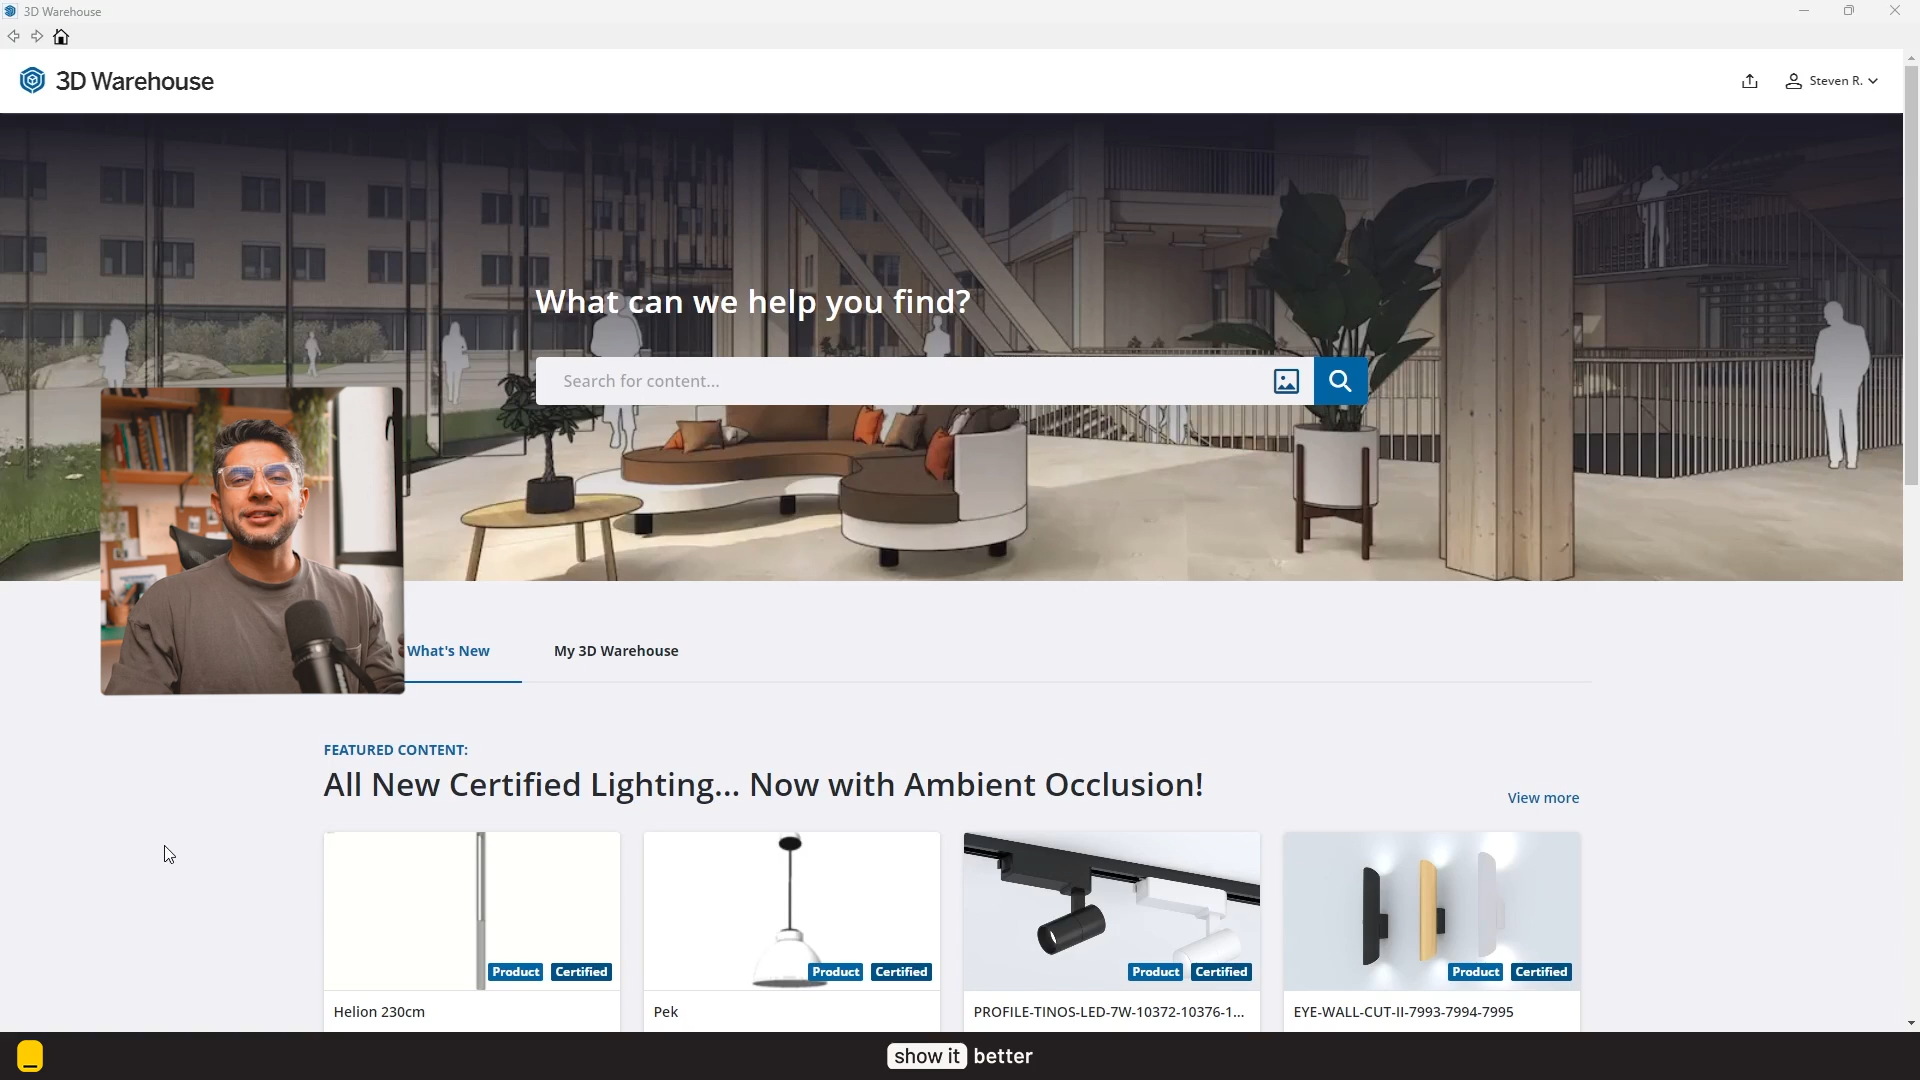 3D Warehouse
3D Warehouse
Steven R.
What can we help you find?
Search for content...
What's New
My 3D Warehouse
FEATURED CONTENT:
All New Certified Lighting... Now with Ambient Occlusion!
View more
Product Certified
Product Certified
Product Certified
Product Certified
Helion 230cm
Pek
PROFILE-TINOS-LED-7W-10372-10376-1...
EYE-WALL-CUT-II-7993-7994-7995
show it better